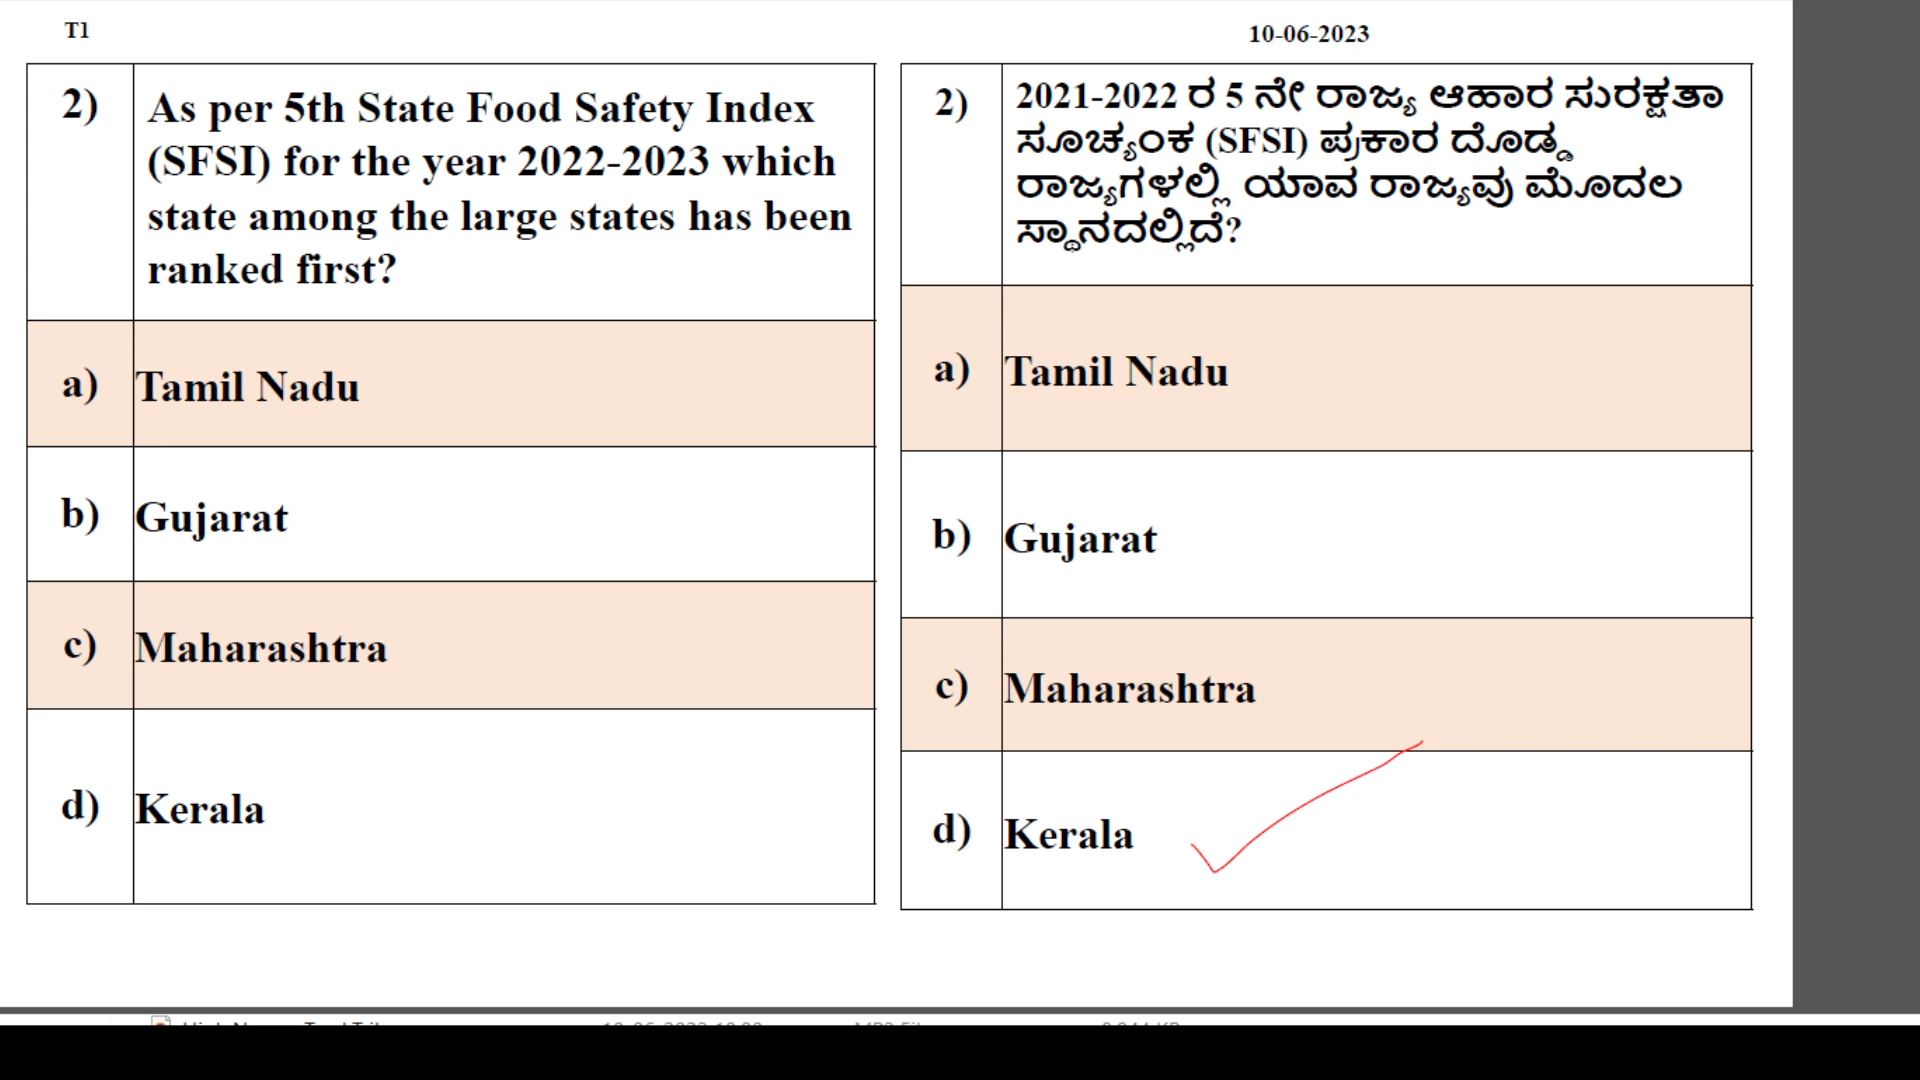 T1
10-06-2023
2)
As per 5th State Food Safety Index
(SFSI) for the year 2022-2023 which
state among the large states has been
ranked first?
a) Tamil Nadu
b) Gujarat
c) Maharashtra
d) Kerala
2)
2021-2022 ರ 5 ನೇ ರಾಜ್ಯ ಆಹಾರ ಸುರಕ್ಷತಾ
ಸೂಚ್ಯಂಕ (SFSI) ಪ್ರಕಾರ ದೊಡ್ಡ
ರಾಜ್ಯಗಳಲ್ಲಿ ಯಾವ ರಾಜ್ಯವು ಮೊದಲ
ಸ್ಥಾನದಲ್ಲಿದೆ?
a) Tamil Nadu
b) Gujarat
c) Maharashtra
d) Kerala